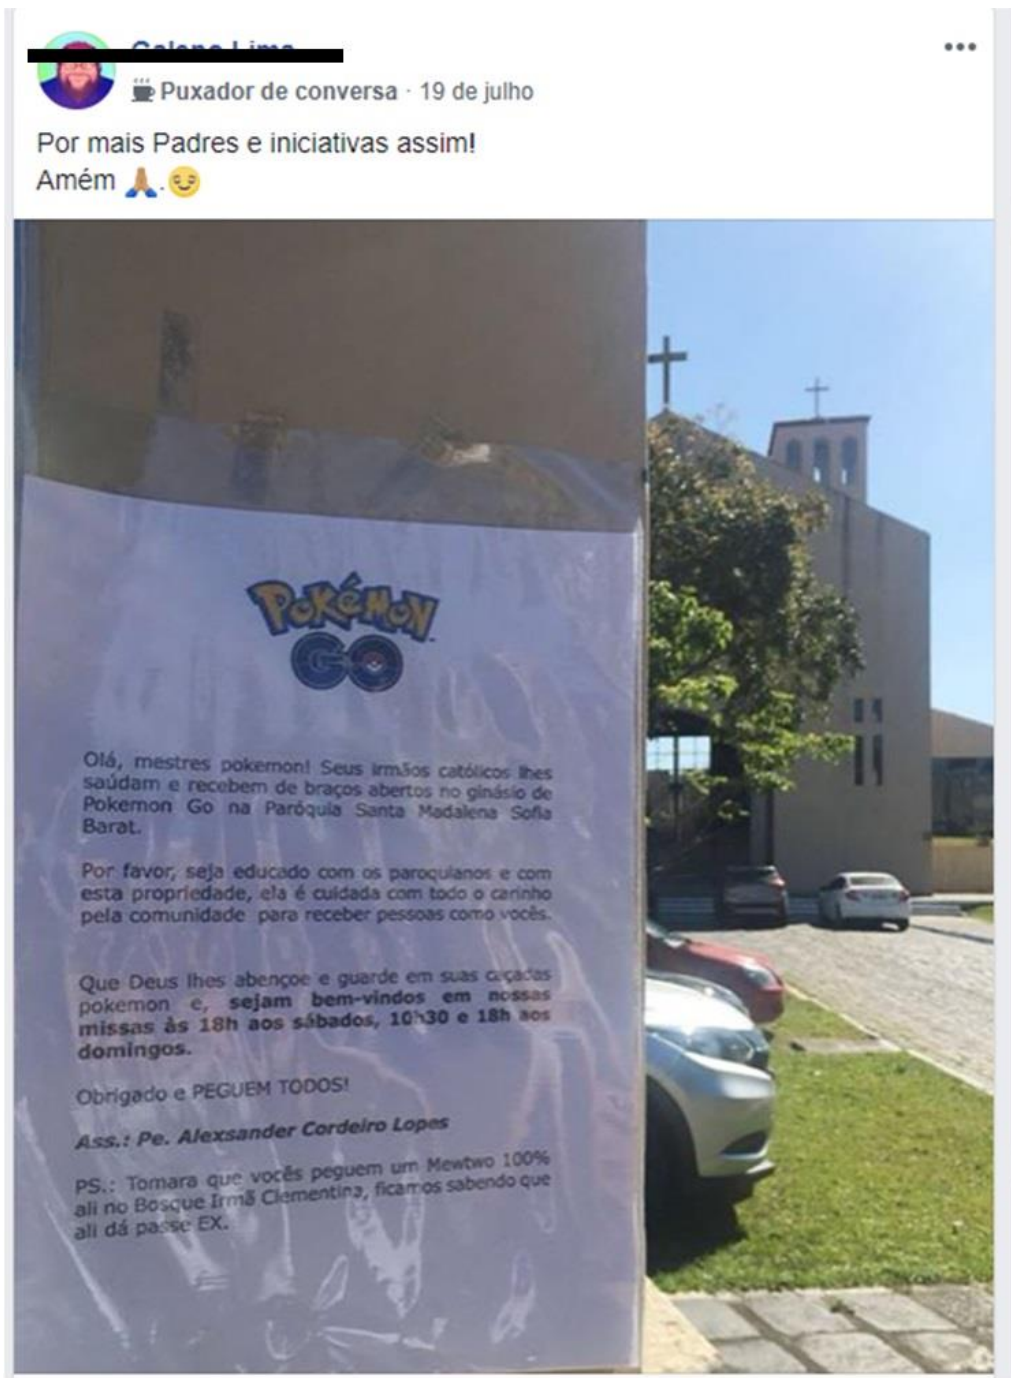 Puxador de conversa · 19 de julho
Por mais Padres e iniciativas assim!
Amém 🙏.😌
POKÉMON
GO
Olá, mestres pokemon! Seus irmãos católicos lhes
saúdam e recebem de braços abertos no ginásio de
Pokemon Go na Paróquia Santa Madalena Sofia
Barat.
Por favor, seja educado com os paroquianos e com
esta propriedade, ela é cuidada com todo o carinho
pela comunidade para receber pessoas como vocês.
Que Deus lhes abençoe e guarde em suas caçadas
pokemon e, sejam bem-vindos em nossas
missas às 18h aos sábados, 10h30 e 18h aos
domingos.
Obrigado e PEGUEM TODOS!
Ass.: Pe. Alexsander Cordeiro Lopes
PS.: Tomara que vocês peguem um Mewtwo 100%
ali no Bosque Irmã Clementina, ficamos sabendo que
ali dá passe EX.